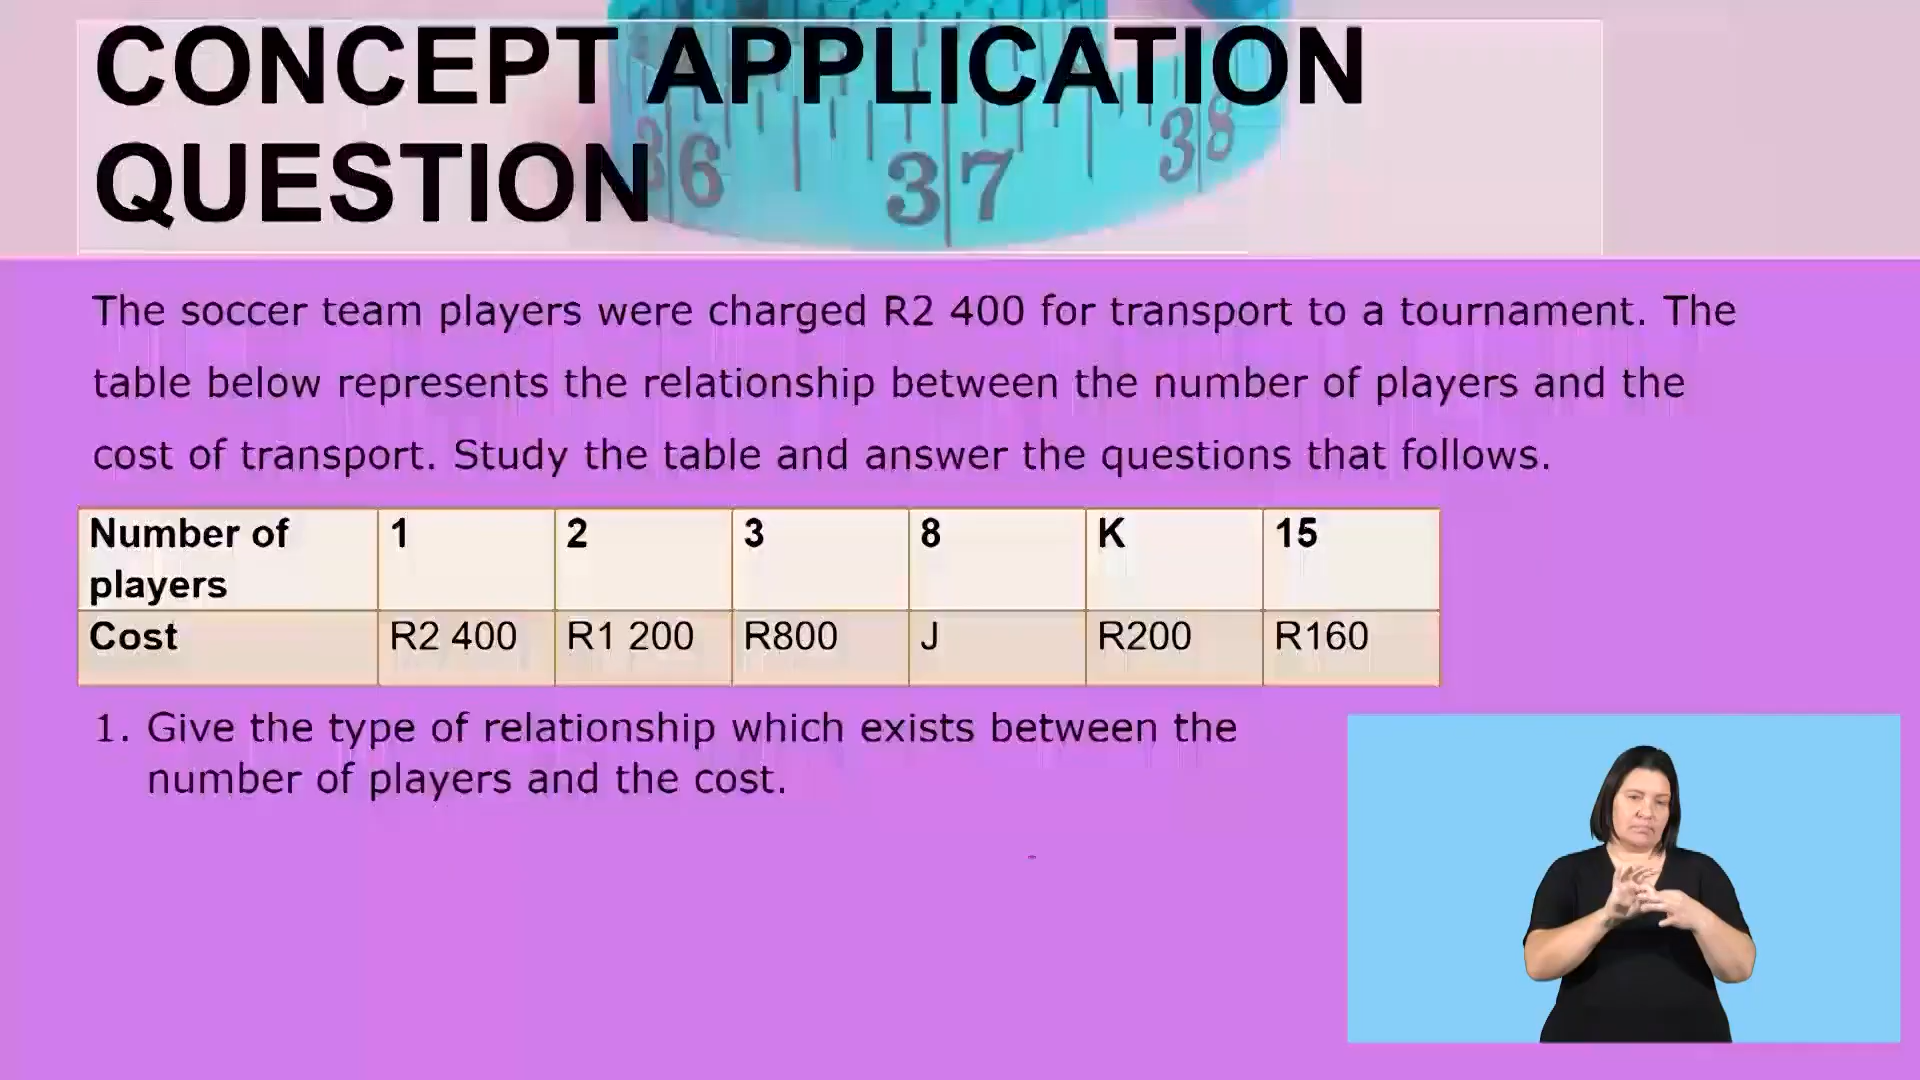 CONCEPT APPLICATION
QUESTION
36 37 38
The soccer team players were charged R2 400 for transport to a tournament. The
table below represents the relationship between the number of players and the
cost of transport. Study the table and answer the questions that follows.
Number of players 1 2 3 8 K 15
Cost R2 400 R1 200 R800 J R200 R160
1. Give the type of relationship which exists between the
number of players and the cost.